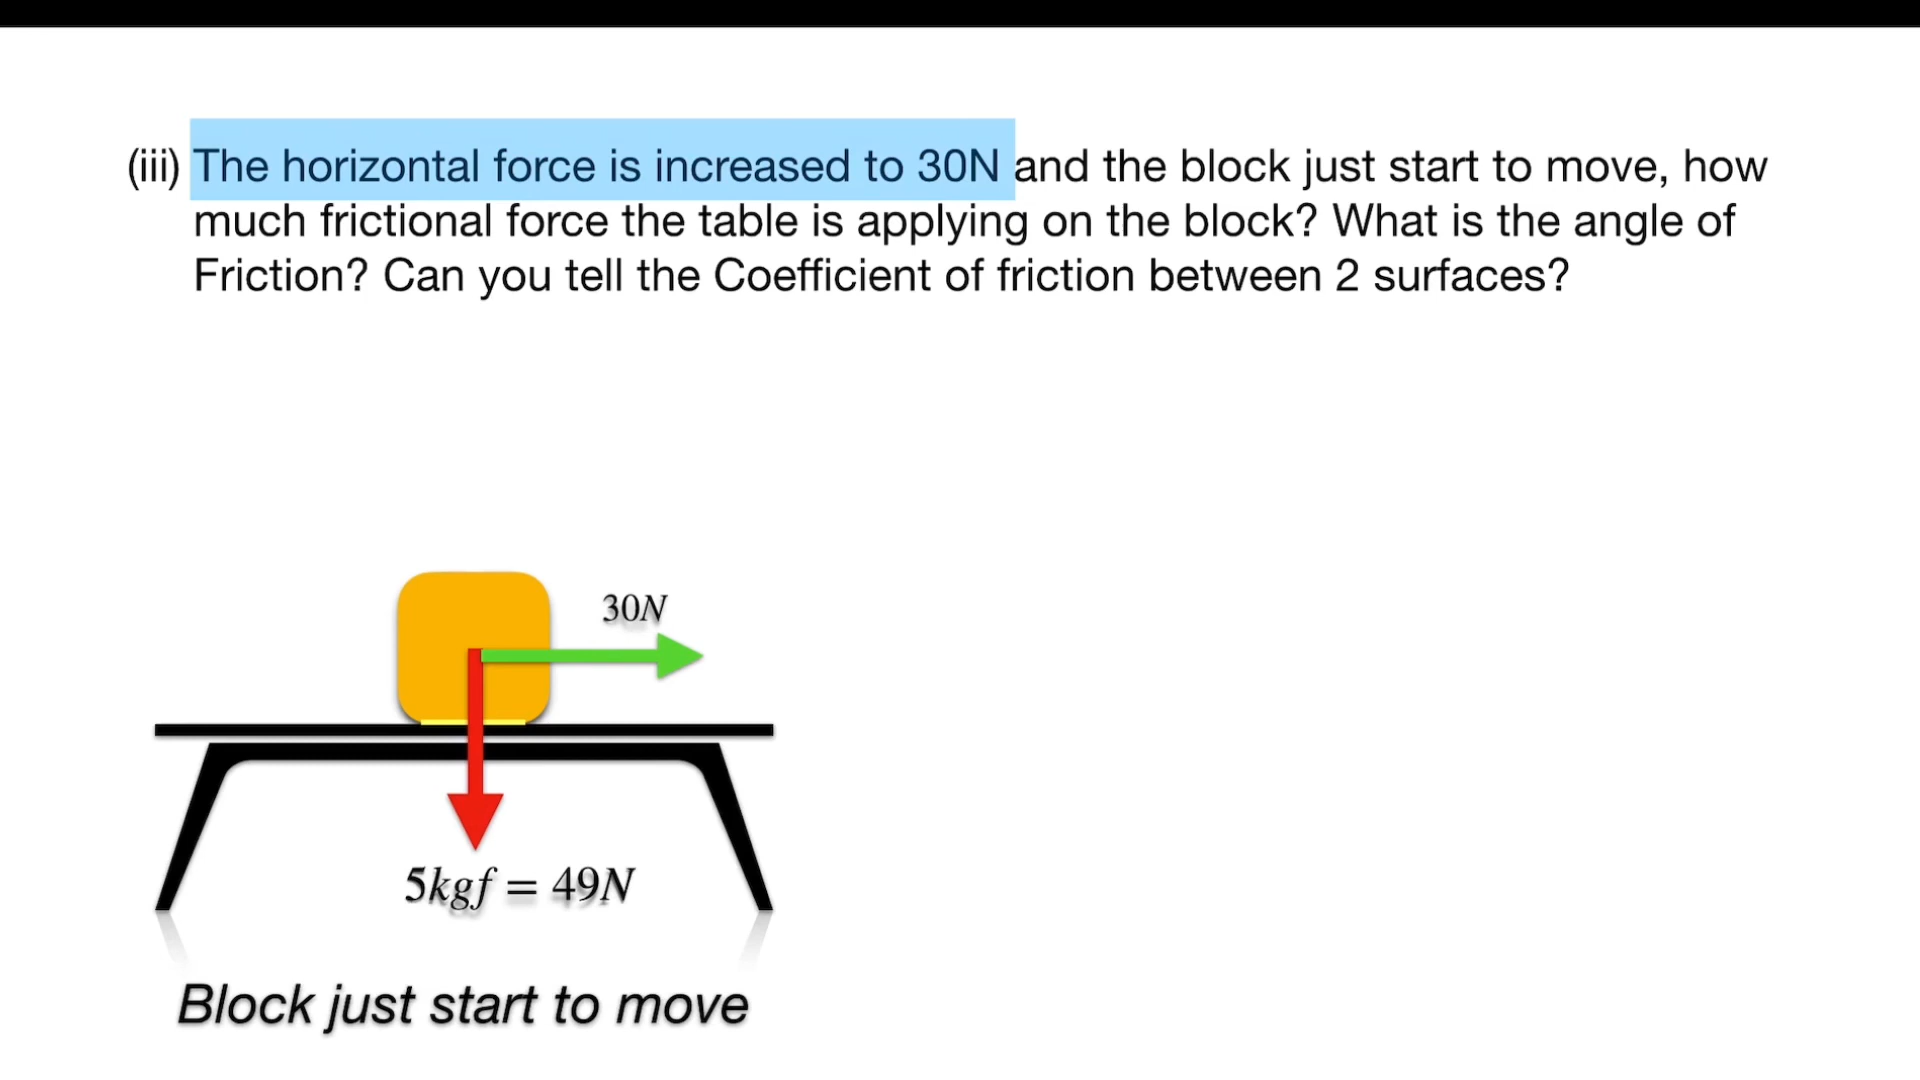 (iii) The horizontal force is increased to 30N and the block just start to move, how
much frictional force the table is applying on the block? What is the angle of
Friction? Can you tell the Coefficient of friction between 2 surfaces?
30N
5kgf = 49N
Block just start to move